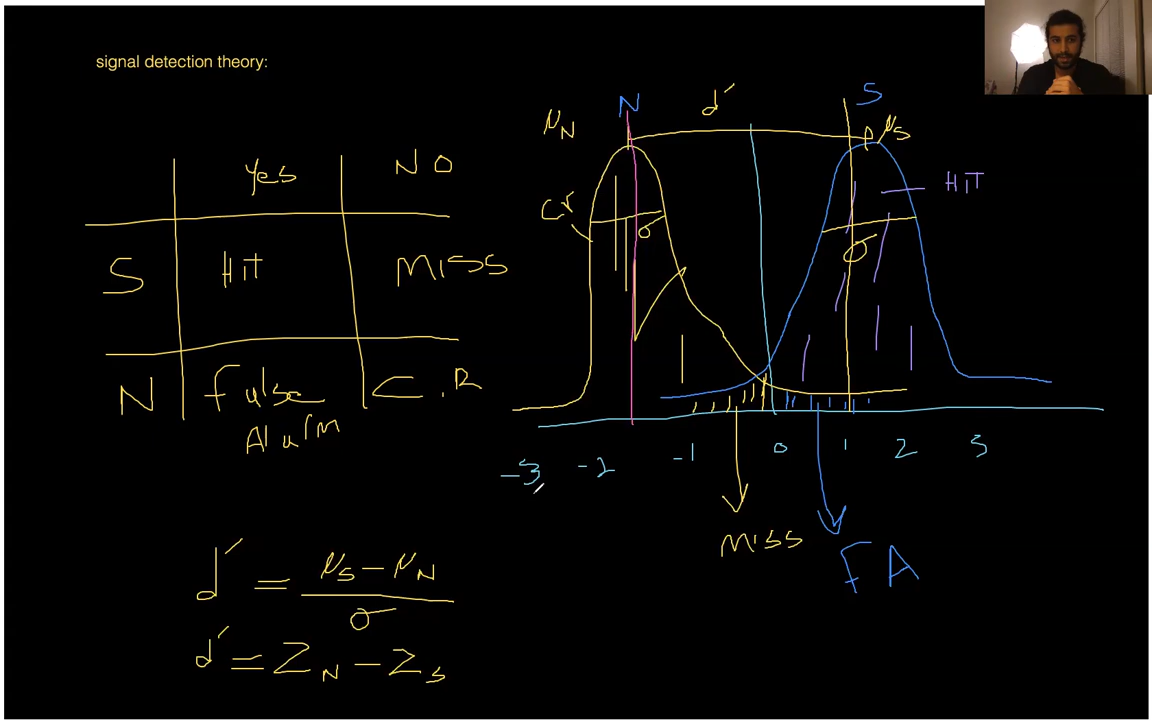 signal detection theory:
Yes NO
S Hit MISS
N fulse C.R
Alarm
d′ = μS − μN
σ
d′ = ZN − ZS
N d′ S
μN μS
Cr σ σ HIT
-3 -2 -1 0 1 2 3
MISS
FA